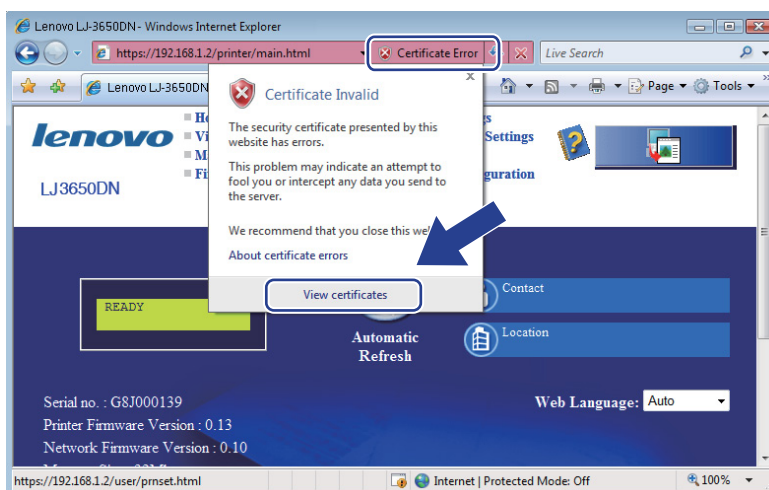 Lenovo LJ-3650DN - Windows Internet Explorer
https://192.168.1.2/printer/main.html
Certificate Error
Live Search
Lenovo LJ-3650DN
Page
Tools
lenovo
LJ3650DN
Settings
guration
Certificate Invalid
x
The security certificate presented by this
website has errors.
This problem may indicate an attempt to
fool you or intercept any data you send to
the server.
We recommend that you close this we
About certificate errors
View certificates
READY
Automatic
Refresh
Contact
Location
Serial no. : G8J000139
Printer Firmware Version : 0.13
Network Firmware Version : 0.10
Web Language: Auto
https://192.168.1.2/user/prnset.html
Internet | Protected Mode: Off
100%